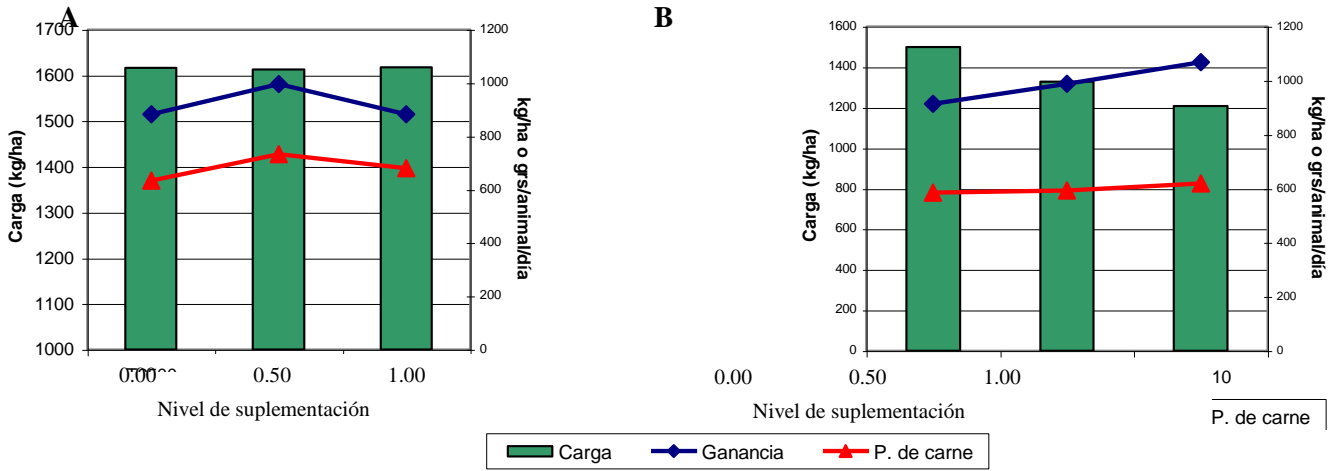 A
1700
1600
1500
1400
1300
1200
1100
1000
Carga (kg/ha)
1200
1000
800
600
400
200
0
kg/ha o grs/animal/día
0.00 0.50 1.00
Nivel de suplementación
B
1600
1400
1200
1000
800
600
400
200
0
Carga (kg/ha)
1200
1000
800
600
400
200
0
kg/ha o grs/animal/día
0.00 0.50 1.00 10
Nivel de suplementación
P. de carne
Carga Ganancia P. de carne